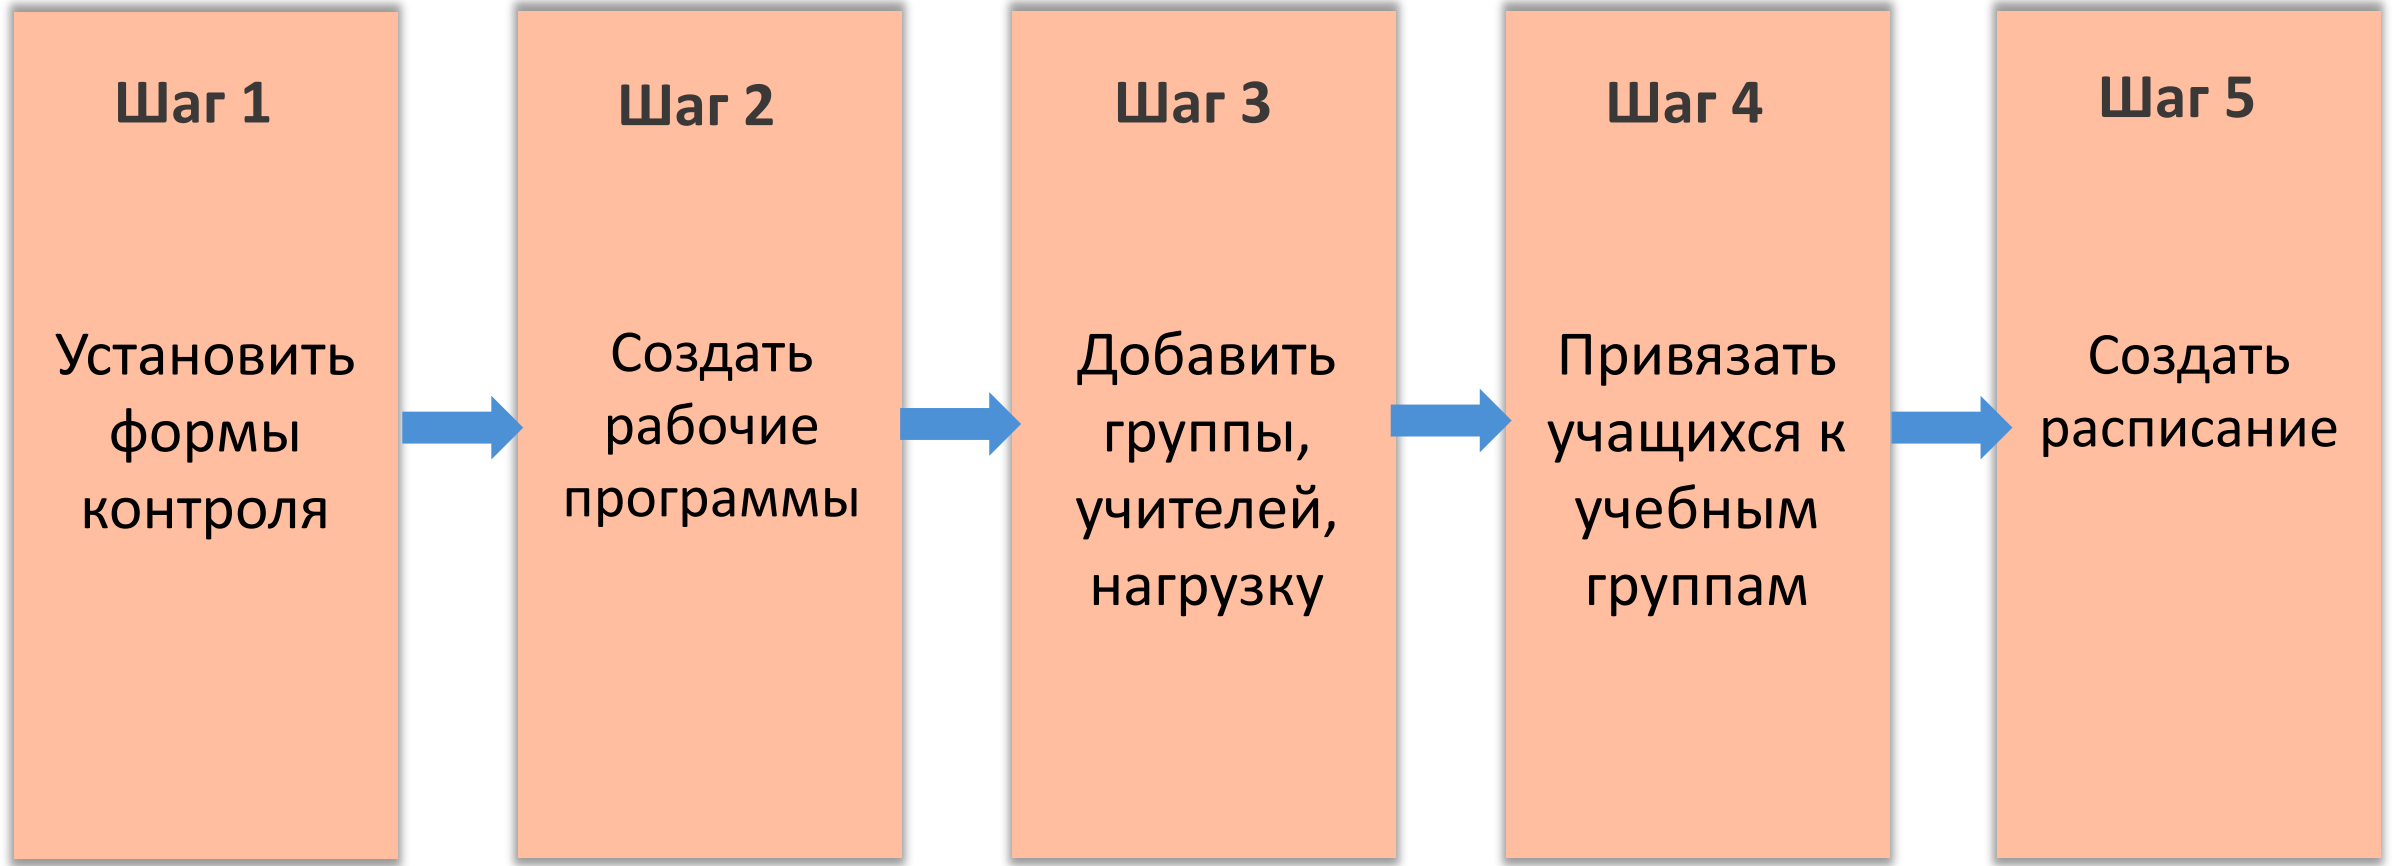 Шаг 1
Установить
формы
контроля
Шаг 2
Создать
рабочие
программы
Шаг 3
Добавить
группы,
учителей,
нагрузку
Шаг 4
Привязать
учащихся к
учебным
группам
Шаг 5
Создать
расписание